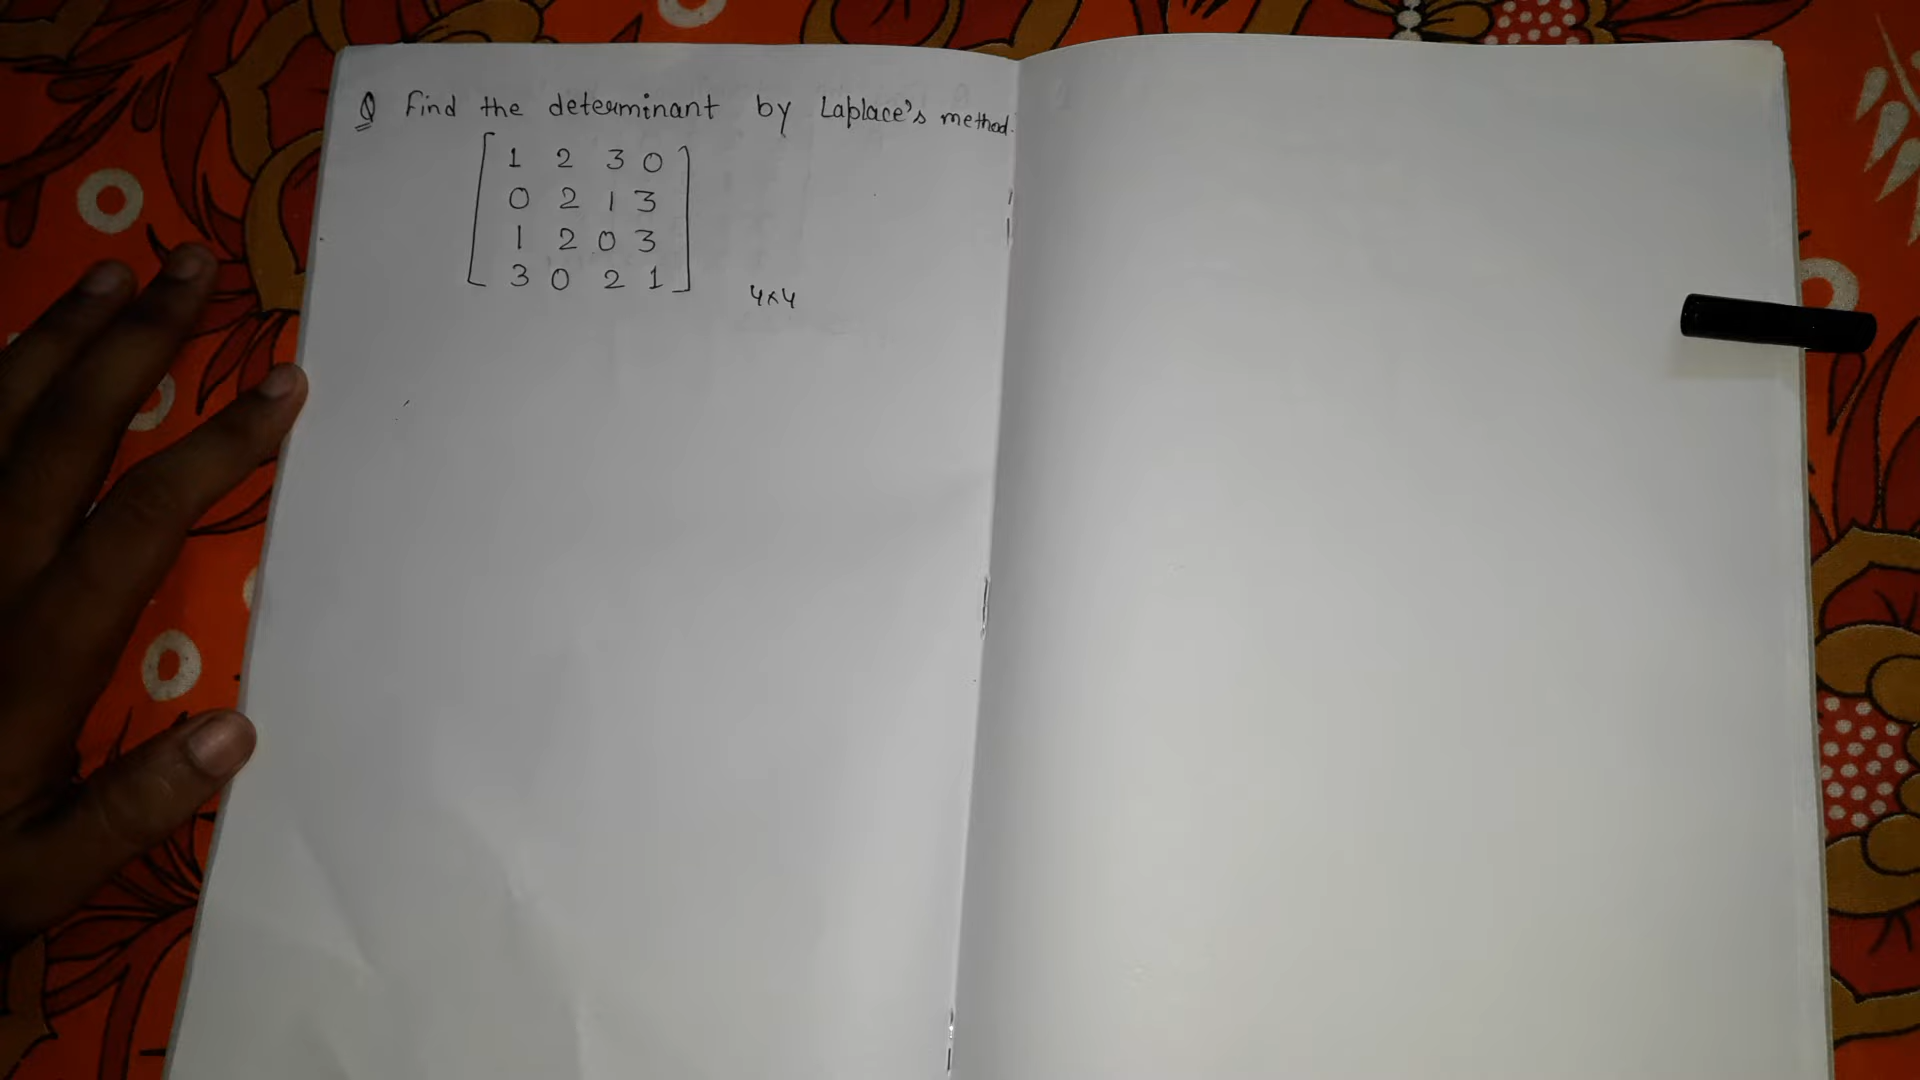 Q Find the determinant by Laplace's method.
1 2 3 0
0 2 1 3
1 2 0 3
3 0 2 1
4×4